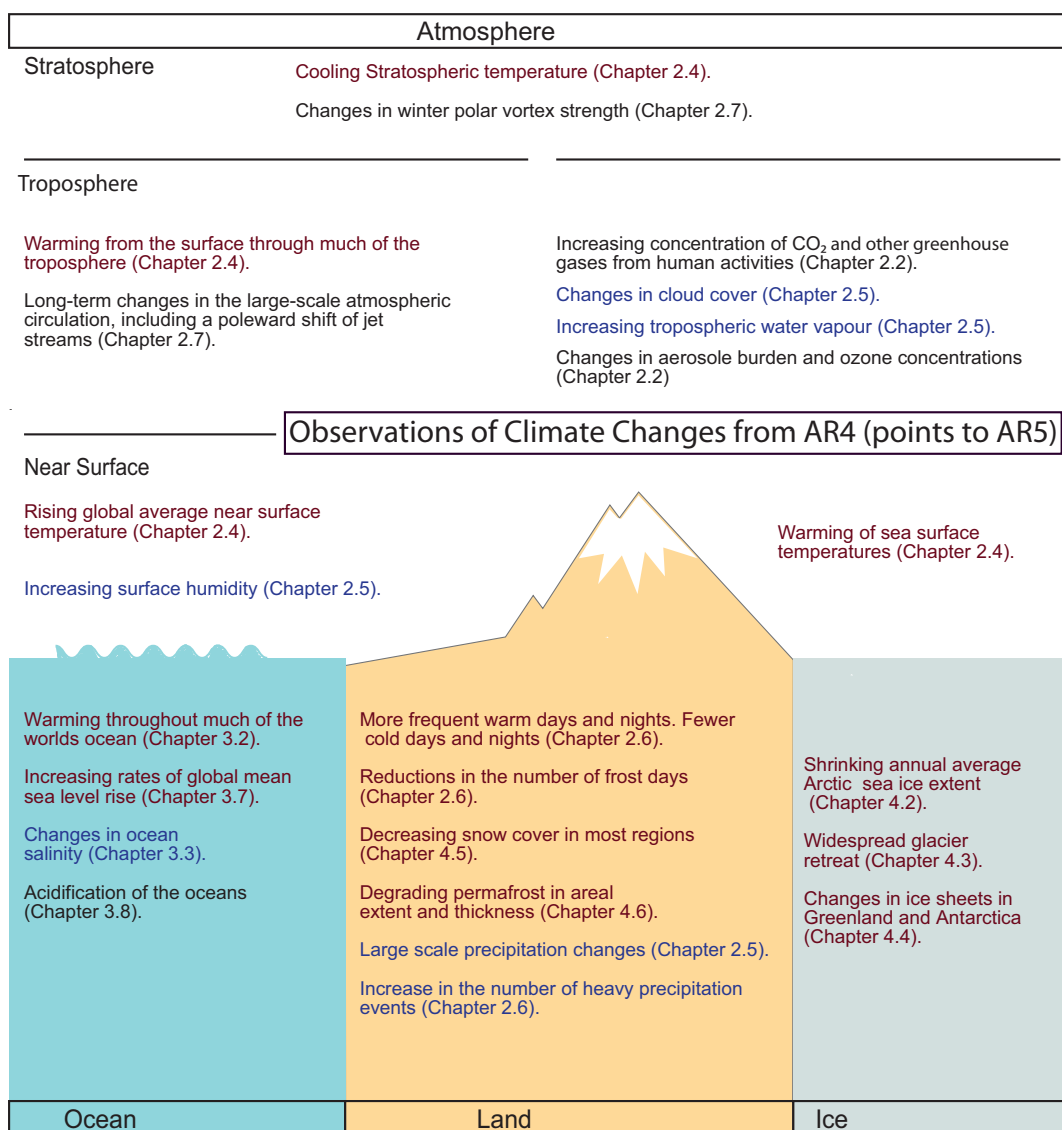 Atmosphere
Stratosphere
Cooling Stratospheric temperature (Chapter 2.4).
Changes in winter polar vortex strength (Chapter 2.7).
Troposphere
Warming from the surface through much of the
troposphere (Chapter 2.4).
Long-term changes in the large-scale atmospheric
circulation, including a poleward shift of jet
streams (Chapter 2.7).
Increasing concentration of CO₂ and other greenhouse
gases from human activities (Chapter 2.2).
Changes in cloud cover (Chapter 2.5).
Increasing tropospheric water vapour (Chapter 2.5).
Changes in aerosole burden and ozone concentrations
(Chapter 2.2)
Observations of Climate Changes from AR4 (points to AR5)
Near Surface
Rising global average near surface
temperature (Chapter 2.4).
Increasing surface humidity (Chapter 2.5).
Warming of sea surface
temperatures (Chapter 2.4).
Warming throughout much of the
worlds ocean (Chapter 3.2).
Increasing rates of global mean
sea level rise (Chapter 3.7).
Changes in ocean
salinity (Chapter 3.3).
Acidification of the oceans
(Chapter 3.8).
More frequent warm days and nights. Fewer
cold days and nights (Chapter 2.6).
Reductions in the number of frost days
(Chapter 2.6).
Decreasing snow cover in most regions
(Chapter 4.5).
Degrading permafrost in areal
extent and thickness (Chapter 4.6).
Large scale precipitation changes (Chapter 2.5).
Increase in the number of heavy precipitation
events (Chapter 2.6).
Shrinking annual average
Arctic sea ice extent
(Chapter 4.2).
Widespread glacier
retreat (Chapter 4.3).
Changes in ice sheets in
Greenland and Antarctica
(Chapter 4.4).
Ocean
Land
Ice